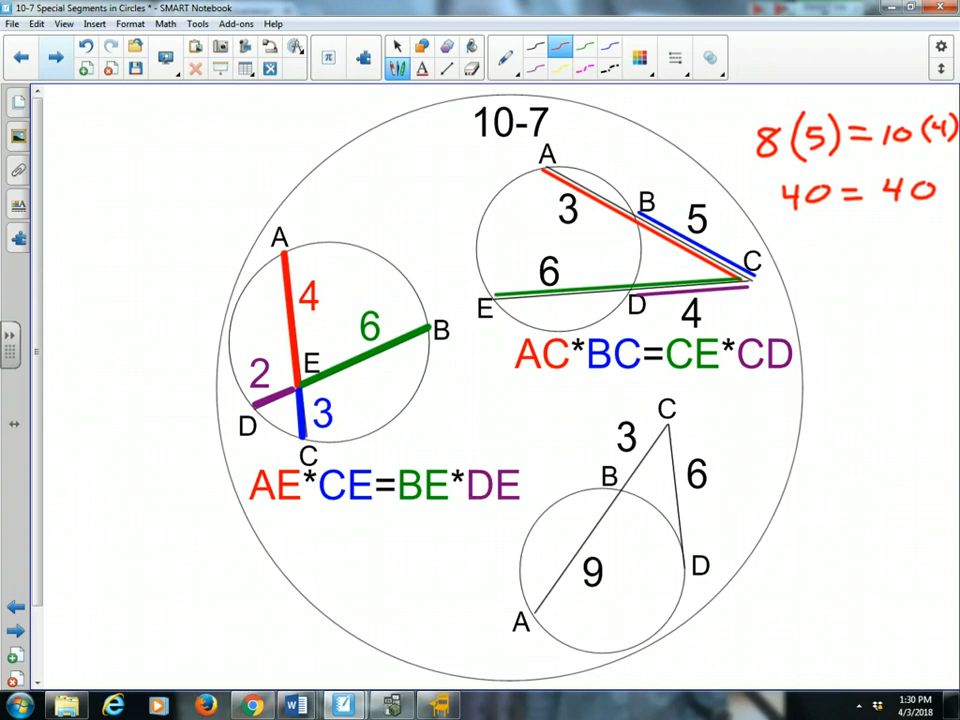 10-7 Special Segments in Circles * - SMART Notebook
File Edit View Insert Format Math Tools Add-ons Help
π
A
10-7
8(5)=10(4)
40=40
A
3
B
5
C
6
E
D
4
AC*BC=CE*CD
A
4
6
B
E
2
D
3
C
AE*CE=BE*DE
C
3
6
B
9
D
A
1:30 PM
4/3/2018